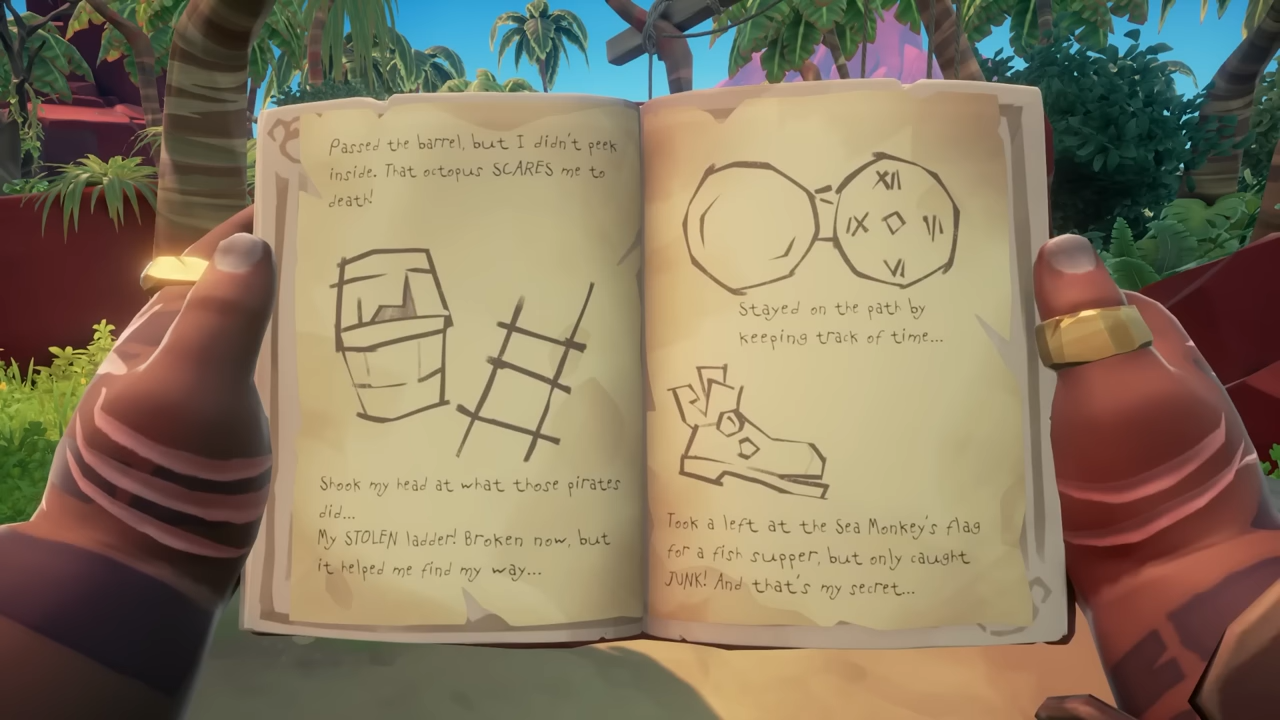 Passed the barrel, but I didn't peek
inside. That octopus SCARES me to
death!
Shook my head at what those pirates
did...
My STOLEN ladder! Broken now, but
it helped me find my way...
XII
IX
III
VI
Stayed on the path by
keeping track of time...
Took a left at the Sea Monkey's flag
for a fish supper, but only caught
JUNK! And that's my secret...